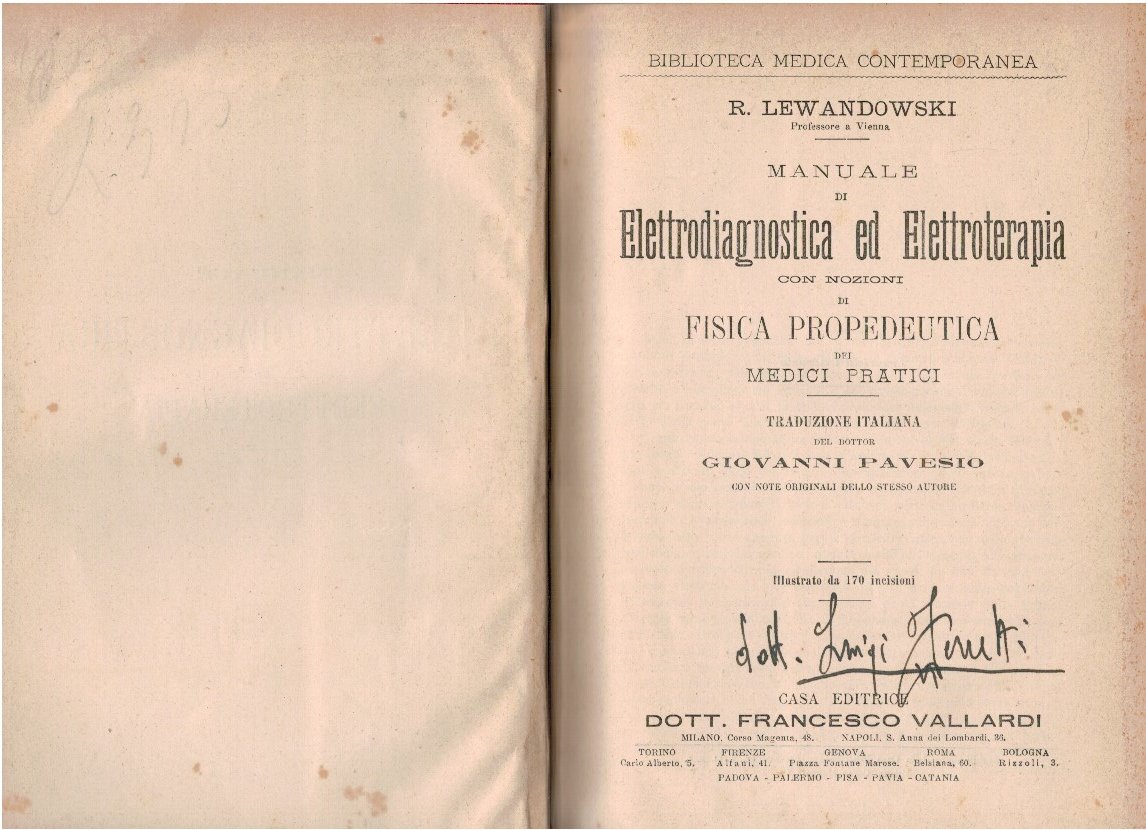 BIBLIOTECA MEDICA CONTEMPORANEA
R. LEWANDOWSKI
Professore a Vienna
MANUALE
DI
Elettrodiagnostica ed Elettroterapia
CON NOZIONI
DI
FISICA PROPEDEUTICA
DEI
MEDICI PRATICI
TRADUZIONE ITALIANA
DEL DOTTOR
GIOVANNI PAVESIO
CON NOTE ORIGINALI DELLO STESSO AUTORE
Illustrato da 170 incisioni
dott. Luigi
CASA EDITRICE
DOTT. FRANCESCO VALLARDI
MILANO, Corso Magenta, 48. NAPOLI, S. Anna dei Lombardi, 36.
TORINO FIRENZE GENOVA ROMA BOLOGNA
Carlo Alberto, 5. Alfani, 41. Piazza Fontane Marose. Belsiana, 60. Rizzoli, 3.
PADOVA - PALERMO - PISA - PAVIA - CATANIA